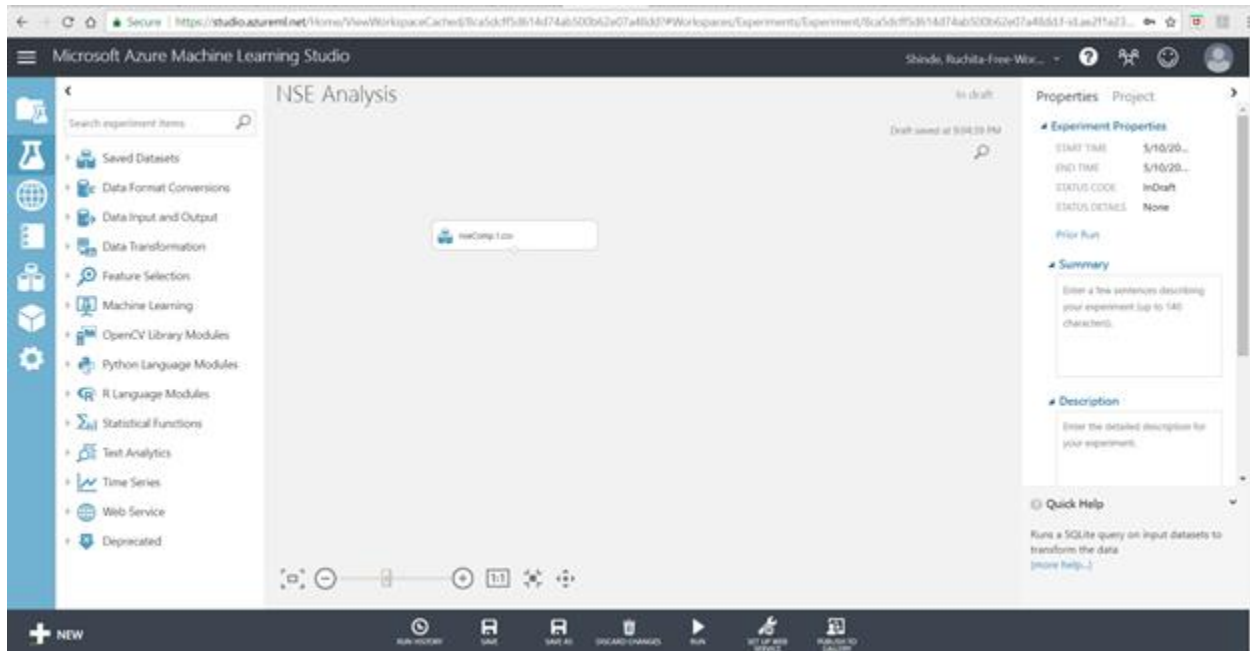 Secure https://studio.azureml.net/Home/ViewWorkspaceCached/
Microsoft Azure Machine Learning Studio
Shinde, Ruchita-Free-Wor...
NSE Analysis
In draft
Draft saved at 9:04:39 PM
Search experiment items
Saved Datasets
Data Format Conversions
Data Input and Output
Data Transformation
Feature Selection
Machine Learning
OpenCV Library Modules
Python Language Modules
R Language Modules
Statistical Functions
Text Analytics
Time Series
Web Service
Deprecated
nseComp 1.csv
Properties Project
Experiment Properties
START TIME 5/10/20...
END TIME 5/10/20...
STATUS CODE InDraft
STATUS DETAILS None
Prior Run
Summary
Enter a few sentences describing
your experiment (up to 140
characters).
Description
Enter the detailed description for
your experiment.
Quick Help
Runs a SQLite query on input datasets to
transform the data
(more help...)
1:1
NEW
RUN HISTORY
SAVE
SAVE AS
DISCARD CHANGES
RUN
SET UP WEB
SERVICE
PUBLISH TO
GALLERY